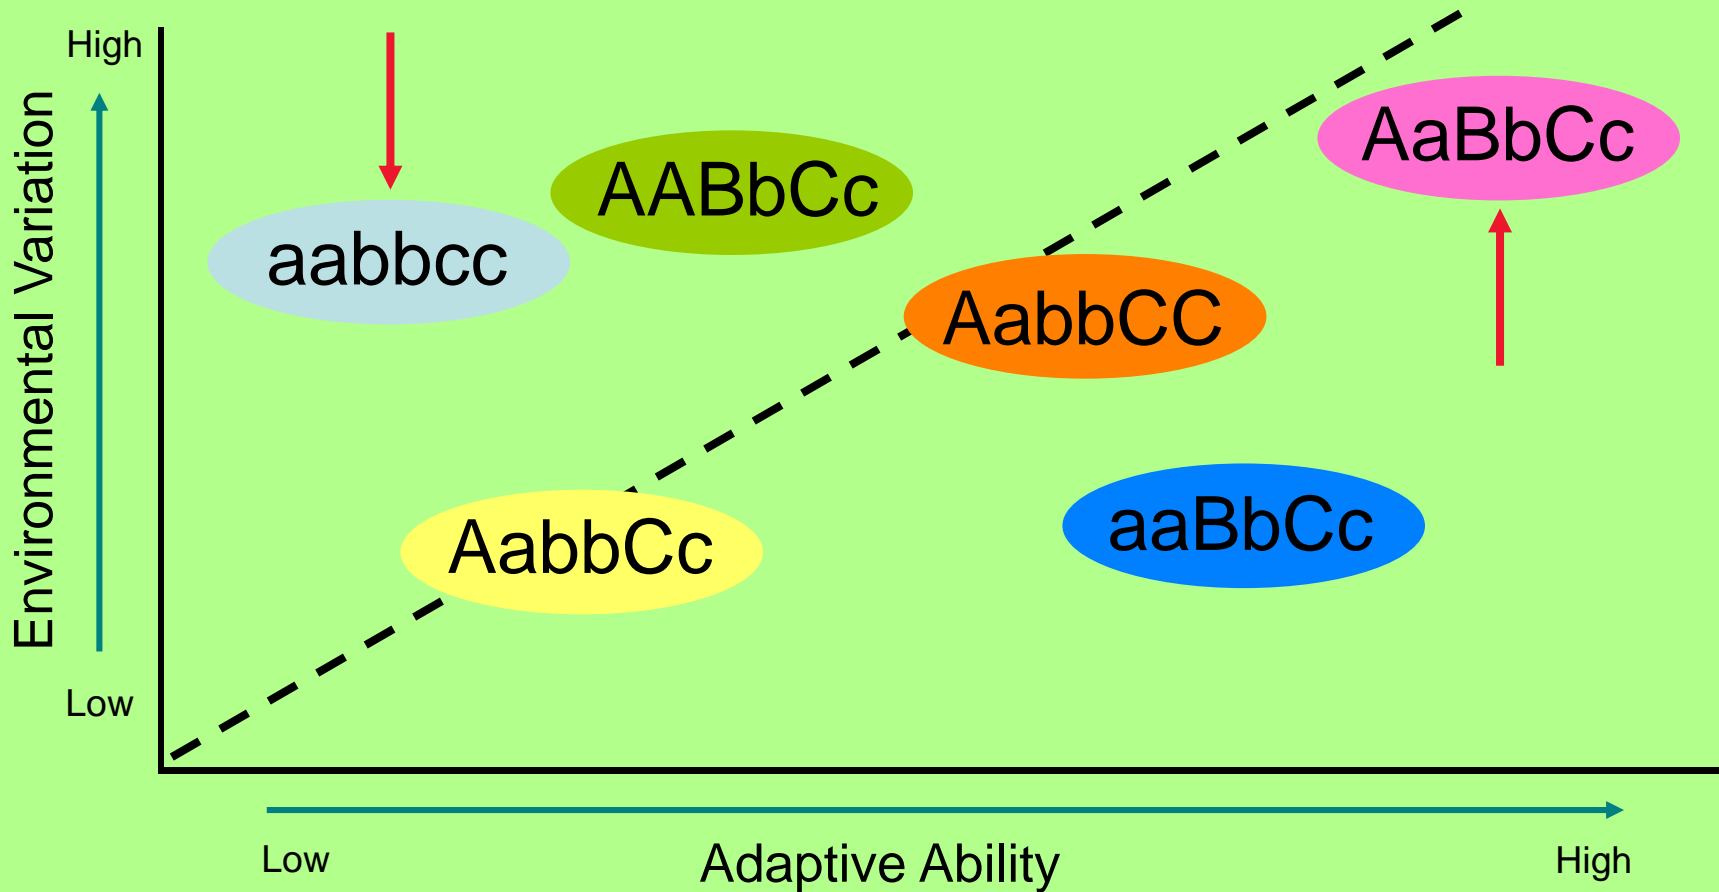 High
Environmental Variation
Low
AaBbCc
AABbCc
aabbcc
AabbCC
aaBbCc
AabbCc
Low
Adaptive Ability
High